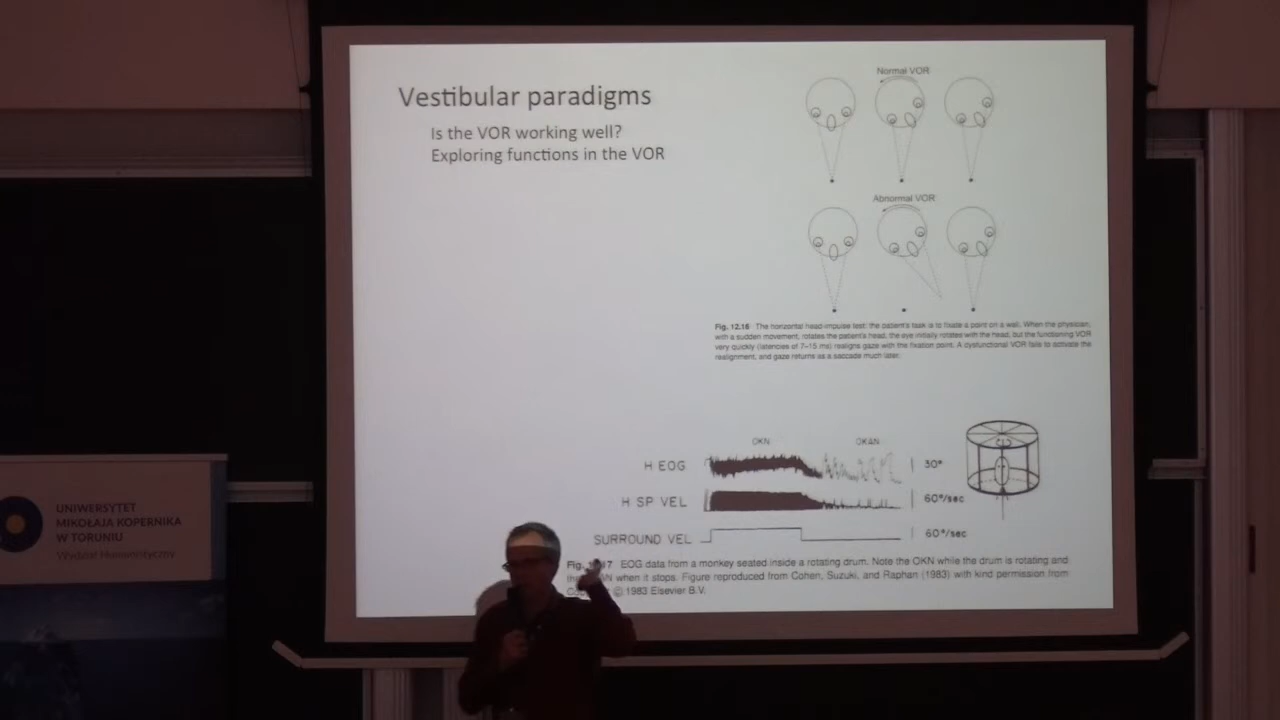 Vestibular paradigms
Is the VOR working well?
Exploring functions in the VOR
Normal VOR
Abnormal VOR
Fig. 12.16 The horizontal head-impulse test: the patient's task is to fixate a point on a wall. When the physician,
with a sudden movement, rotates the patient's head, the eye initially rotates with the head, but the functioning VOR
very quickly (latencies of 7–15 ms) realigns gaze with the fixation point. A dysfunctional VOR fails to activate the
realignment, and gaze returns as a saccade much later.
OKN OKAN
H EOG 30°
H SP VEL 60°/sec
SURROUND VEL 60°/sec
Fig. 17 EOG data from a monkey seated inside a rotating drum. Note the OKN while the drum is rotating and
when it stops. Figure reproduced from Cohen, Suzuki, and Raphan (1983) with kind permission from
© 1983 Elsevier B.V.
UNIWERSYTET
MIKOŁAJA KOPERNIKA
W TORUNIU
Wydział Humanistyczny